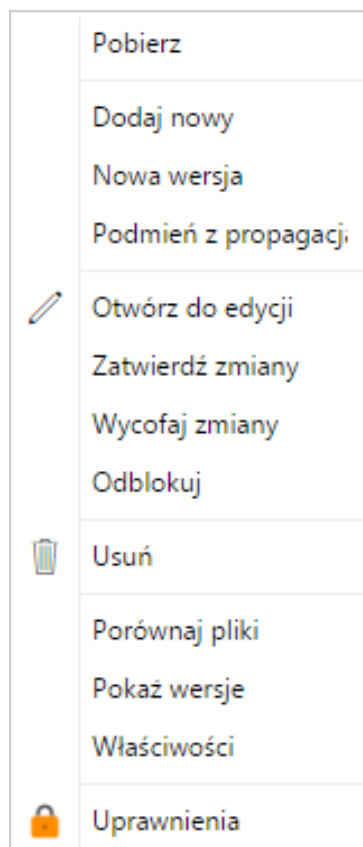 Pobierz
Dodaj nowy
Nowa wersja
Podmień z propagacj
Otwórz do edycji
Zatwierdź zmiany
Wycofaj zmiany
Odblokuj
Usuń
Porównaj pliki
Pokaż wersje
Właściwości
Uprawnienia